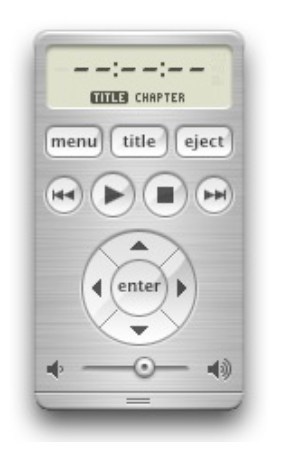 --:--:--
TITLE CHAPTER
menu title eject
enter